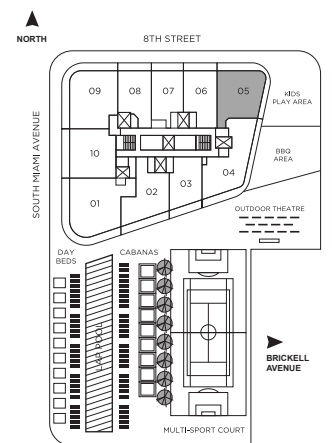 NORTH
8TH STREET
SOUTH MIAMI AVENUE
09
08
07
06
05
KIDS
PLAY AREA
10
BBQ
AREA
04
03
02
01
OUTDOOR THEATRE
DAY
BEDS
CABANAS
LAP POOL
BRICKELL
AVENUE
MULTI-SPORT COURT